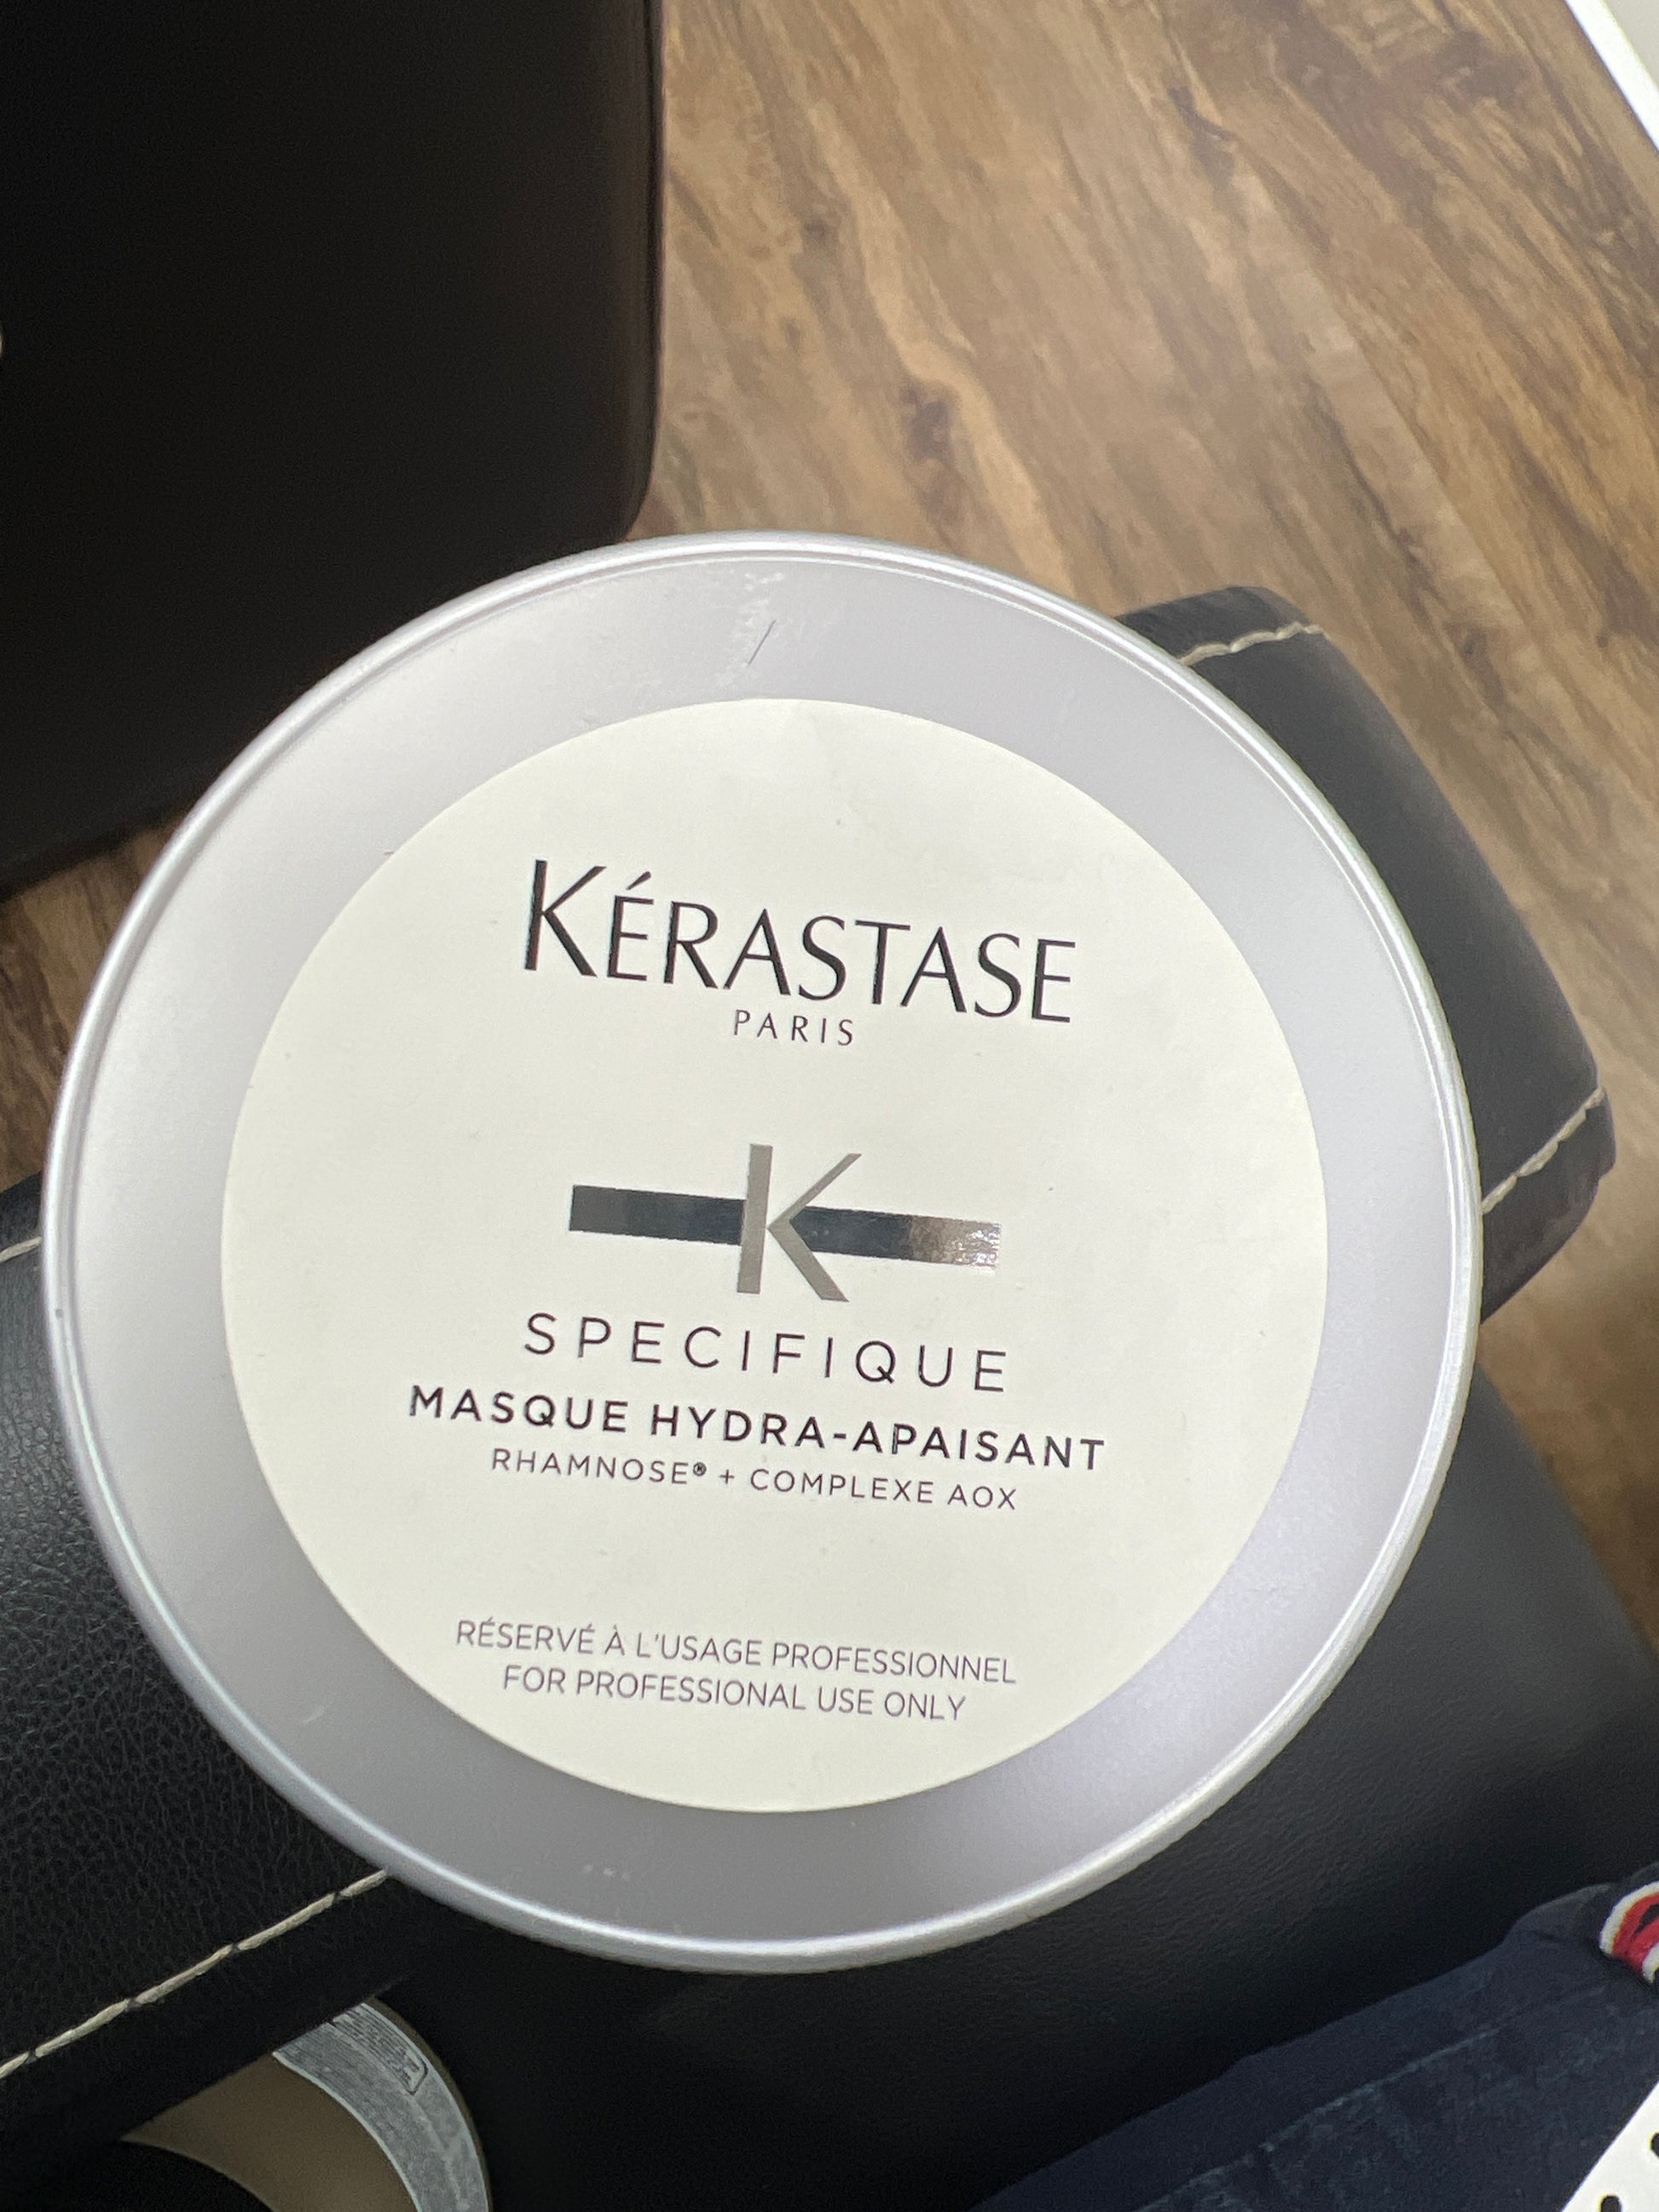 KÉRASTASE
PARIS
K
SPECIFIQUE
MASQUE HYDRA-APAISANT
RHAMNOSE® + COMPLEXE AOX
RÉSERVÉ À L'USAGE PROFESSIONNEL
FOR PROFESSIONAL USE ONLY